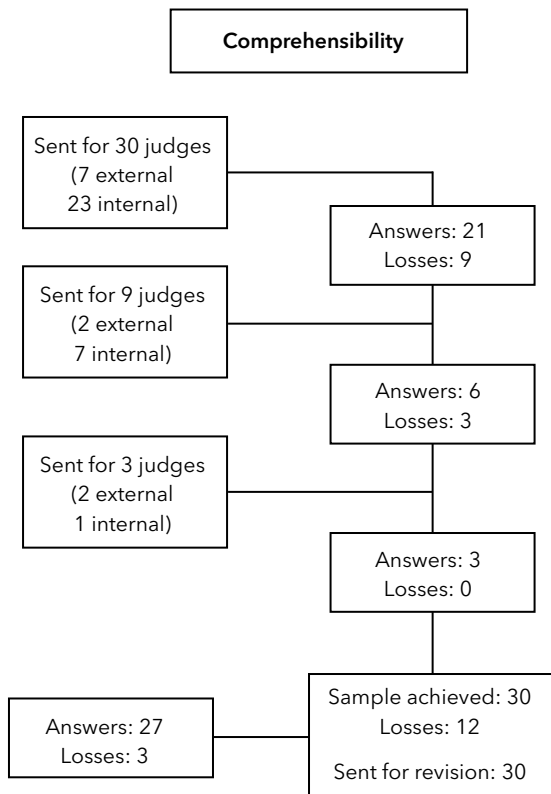 Comprehensibility
Sent for 30 judges
(7 external
23 internal)
Answers: 21
Losses: 9
Sent for 9 judges
(2 external
7 internal)
Answers: 6
Losses: 3
Sent for 3 judges
(2 external
1 internal)
Answers: 3
Losses: 0
Sample achieved: 30
Losses: 12
Sent for revision: 30
Answers: 27
Losses: 3